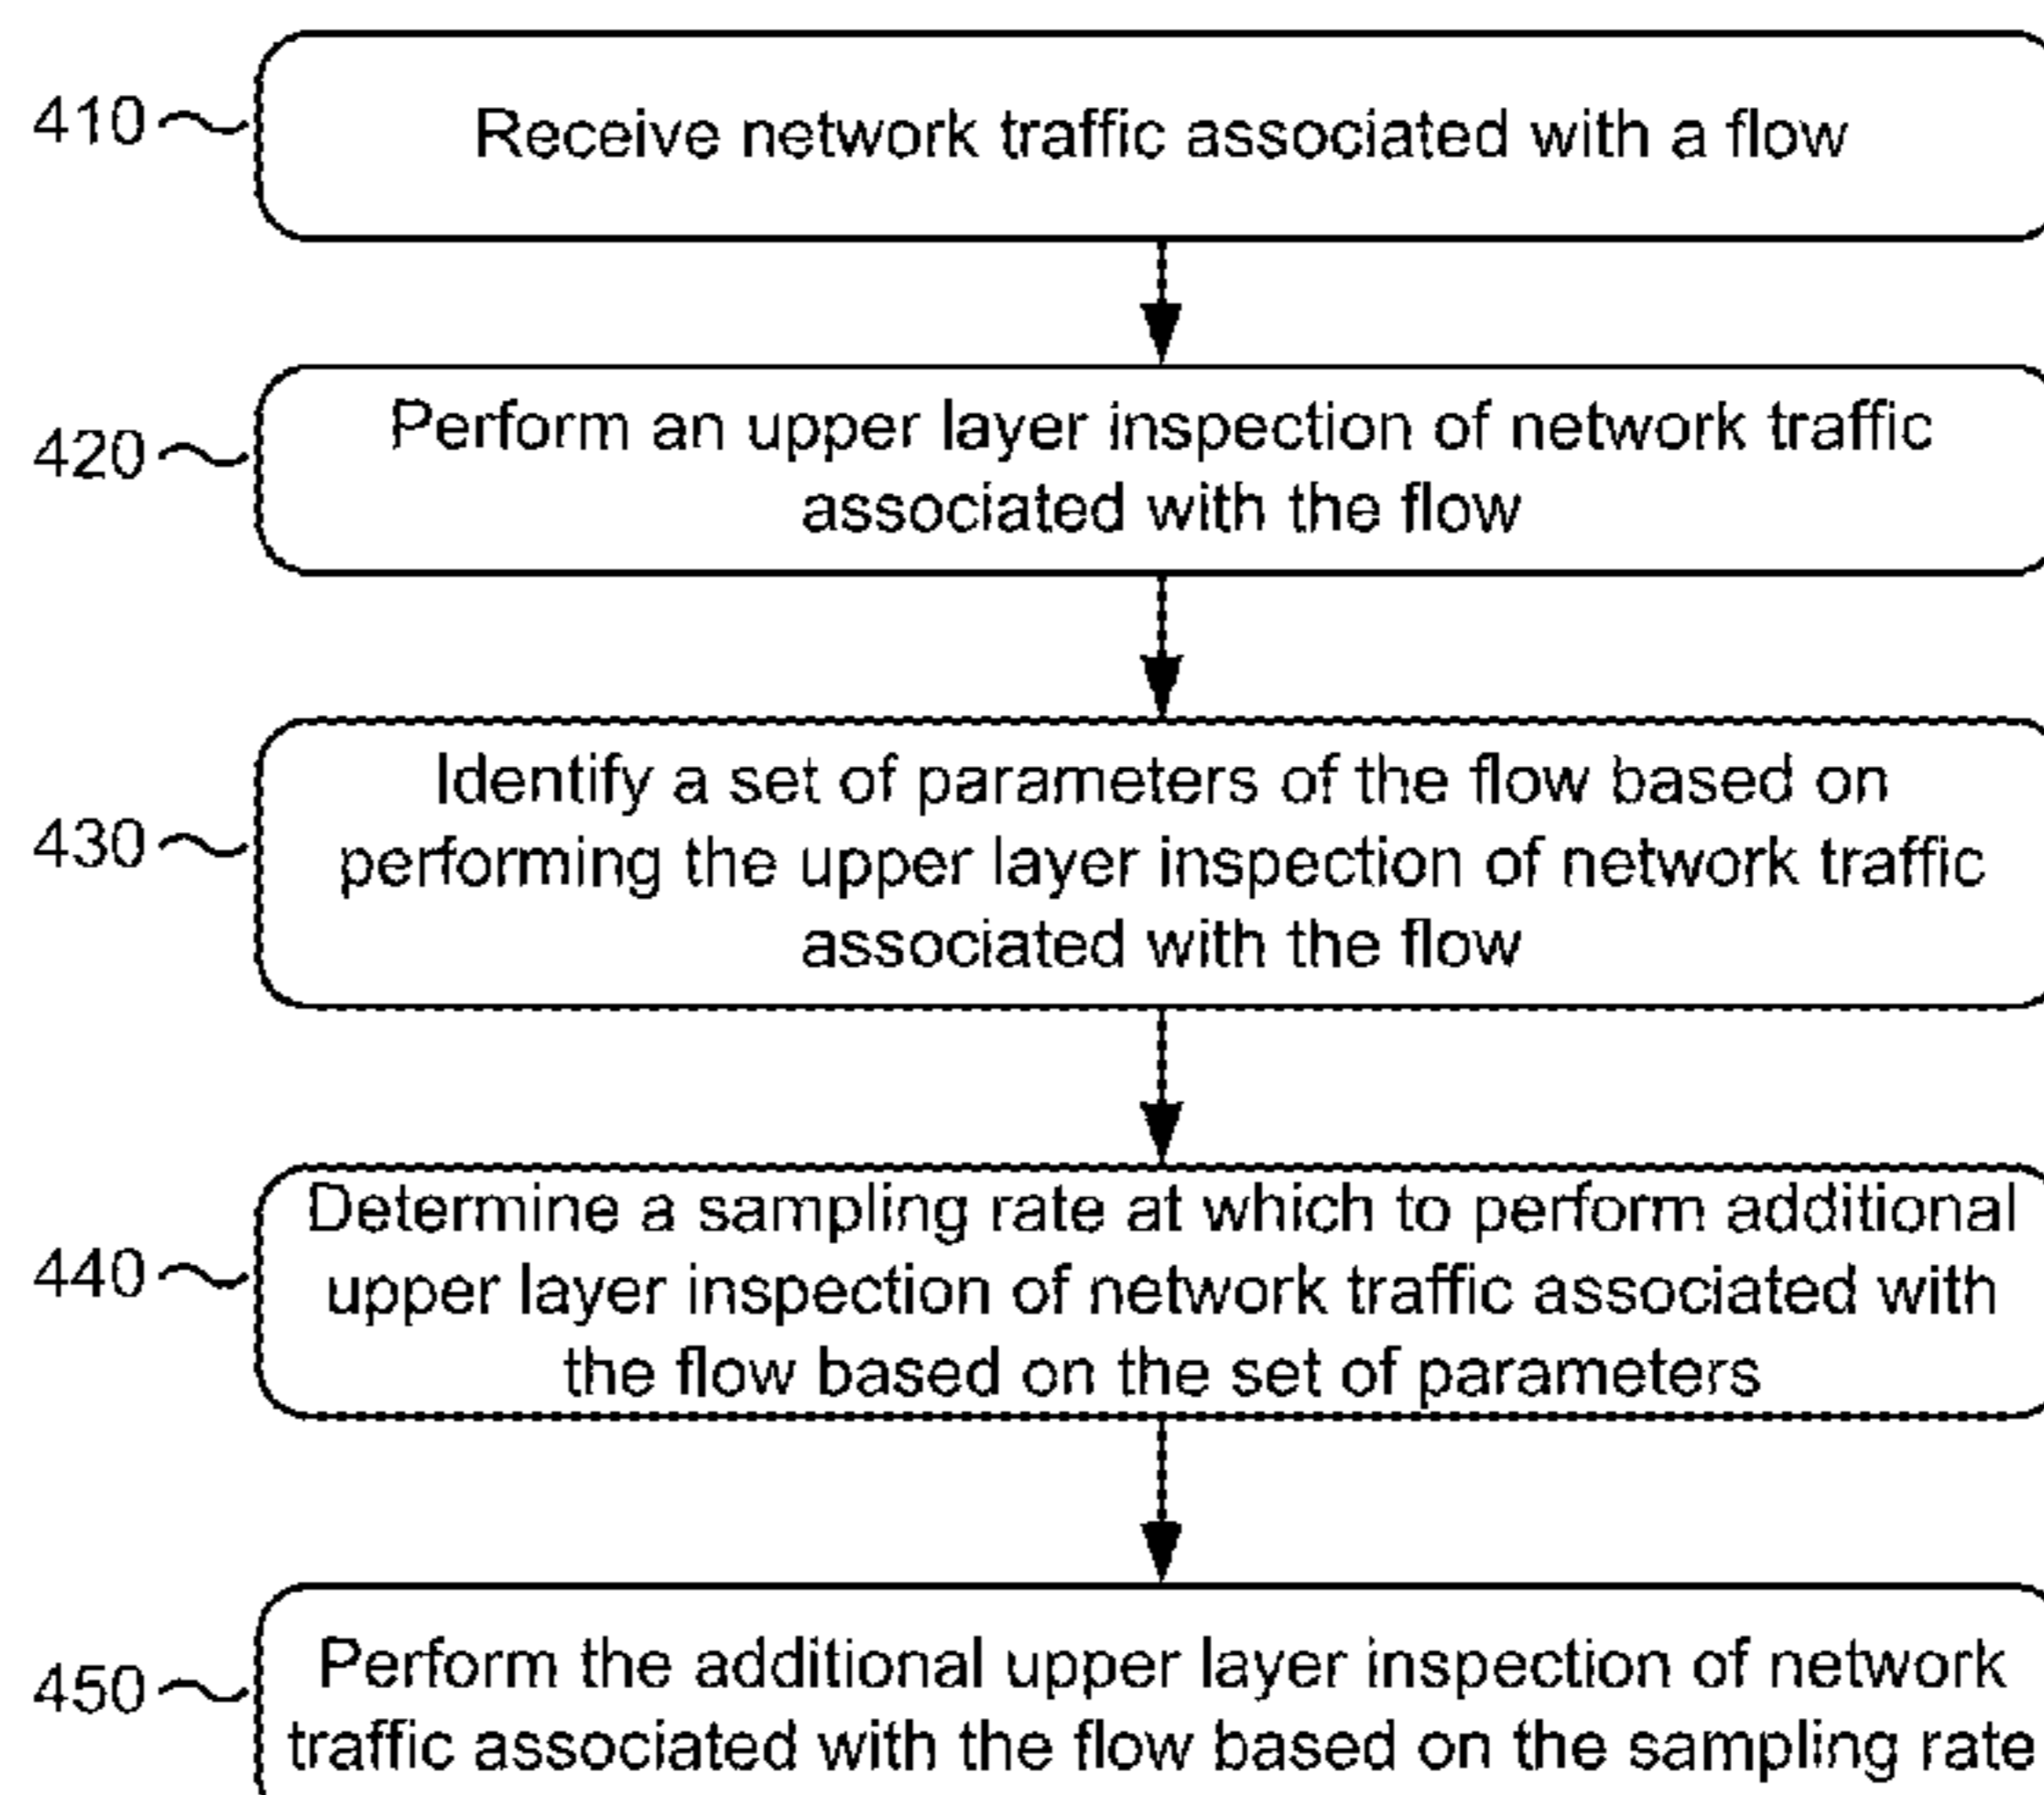 410
Receive network traffic associated with a flow
420
Perform an upper layer inspection of network traffic
associated with the flow
430
Identify a set of parameters of the flow based on
performing the upper layer inspection of network traffic
associated with the flow
440
Determine a sampling rate at which to perform additional
upper layer inspection of network traffic associated with
the flow based on the set of parameters
450
Perform the additional upper layer inspection of network
traffic associated with the flow based on the sampling rate